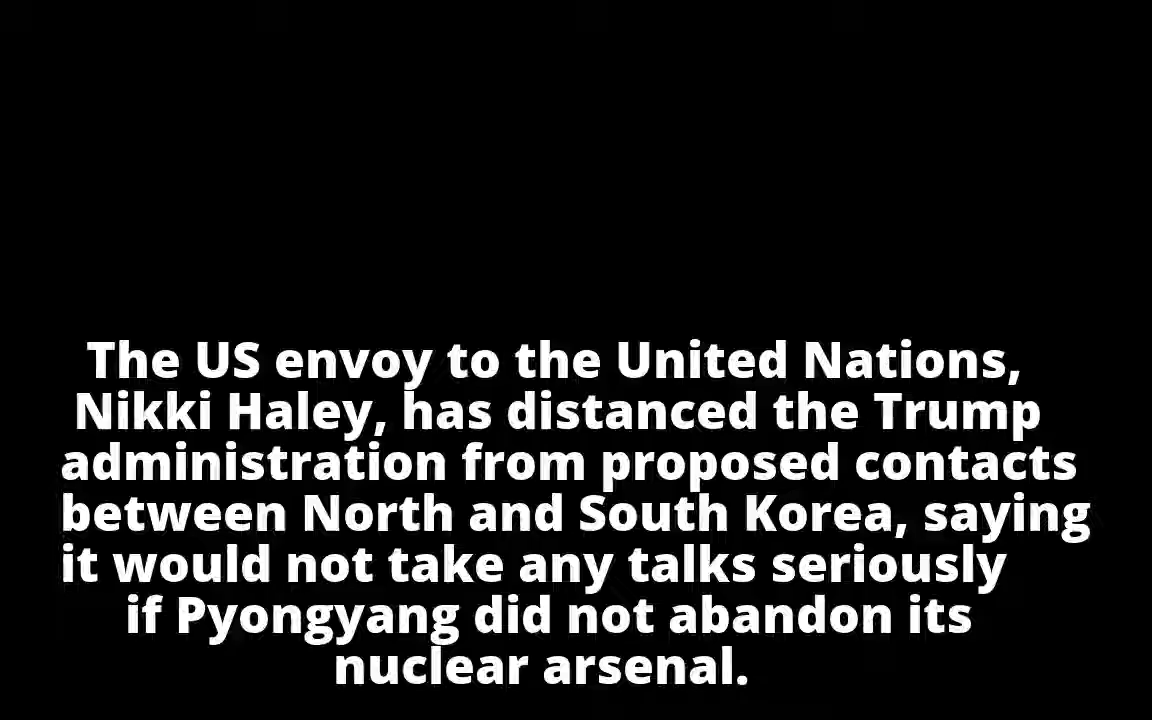 The US envoy to the United Nations,
Nikki Haley, has distanced the Trump
administration from proposed contacts
between North and South Korea, saying
it would not take any talks seriously
if Pyongyang did not abandon its
nuclear arsenal.